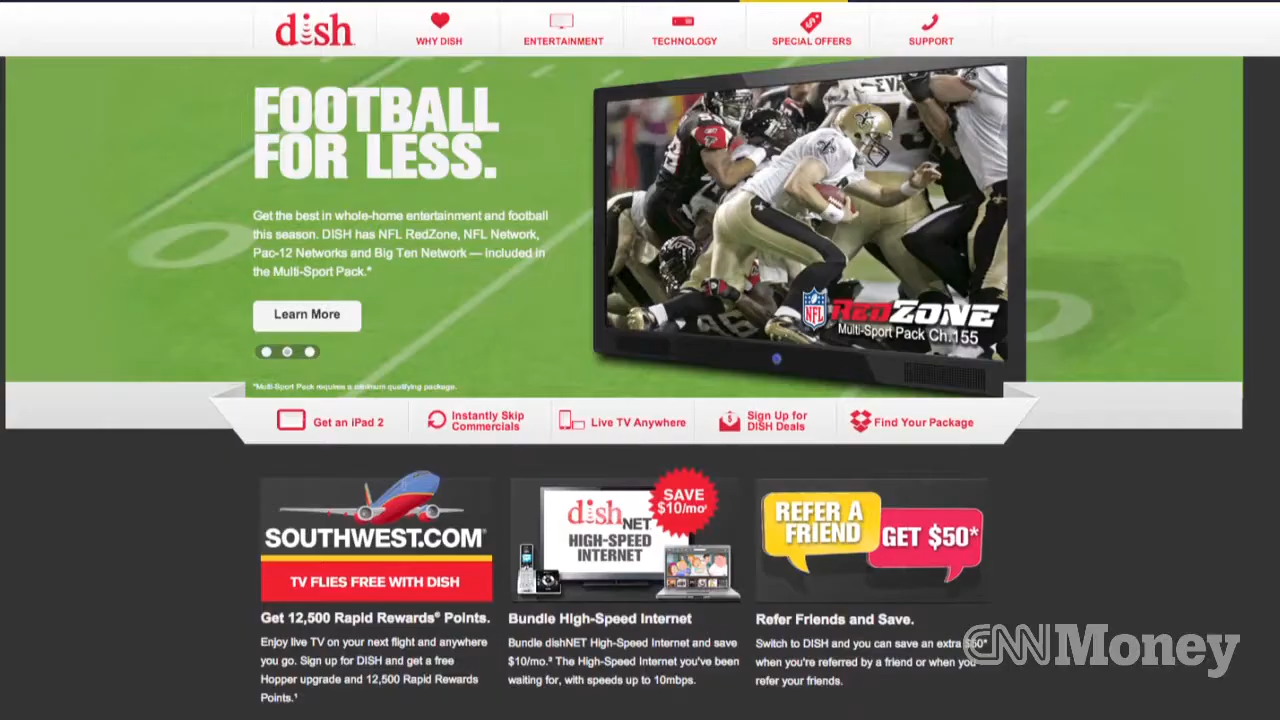 dish
WHY DISH
ENTERTAINMENT
TECHNOLOGY
SPECIAL OFFERS
SUPPORT
FOOTBALL
FOR LESS.
Get the best in whole-home entertainment and football
this season. DISH has NFL RedZone, NFL Network,
Pac-12 Networks and Big Ten Network — included in
the Multi-Sport Pack.*
Learn More
*Multi-Sport Pack requires a minimum qualifying package.
EVA
NFL REDZONE
Multi-Sport Pack Ch.155
Get an iPad 2
Instantly Skip
Commercials
Live TV Anywhere
Sign Up for
DISH Deals
Find Your Package
SOUTHWEST.COM®
TV FLIES FREE WITH DISH
Get 12,500 Rapid Rewards® Points.
Enjoy live TV on your next flight and anywhere
you go. Sign up for DISH and get a free
Hopper upgrade and 12,500 Rapid Rewards
Points.¹
dishNET
HIGH-SPEED
INTERNET
SAVE
$10/mo
Bundle High-Speed Internet
Bundle dishNET High-Speed Internet and save
$10/mo.³ The High-Speed Internet you've been
waiting for, with speeds up to 10mbps.
REFER A
FRIEND
GET $50*
Refer Friends and Save.
Switch to DISH and you can save an extra $50*
when you're referred by a friend or when you
refer your friends.
CNNMoney